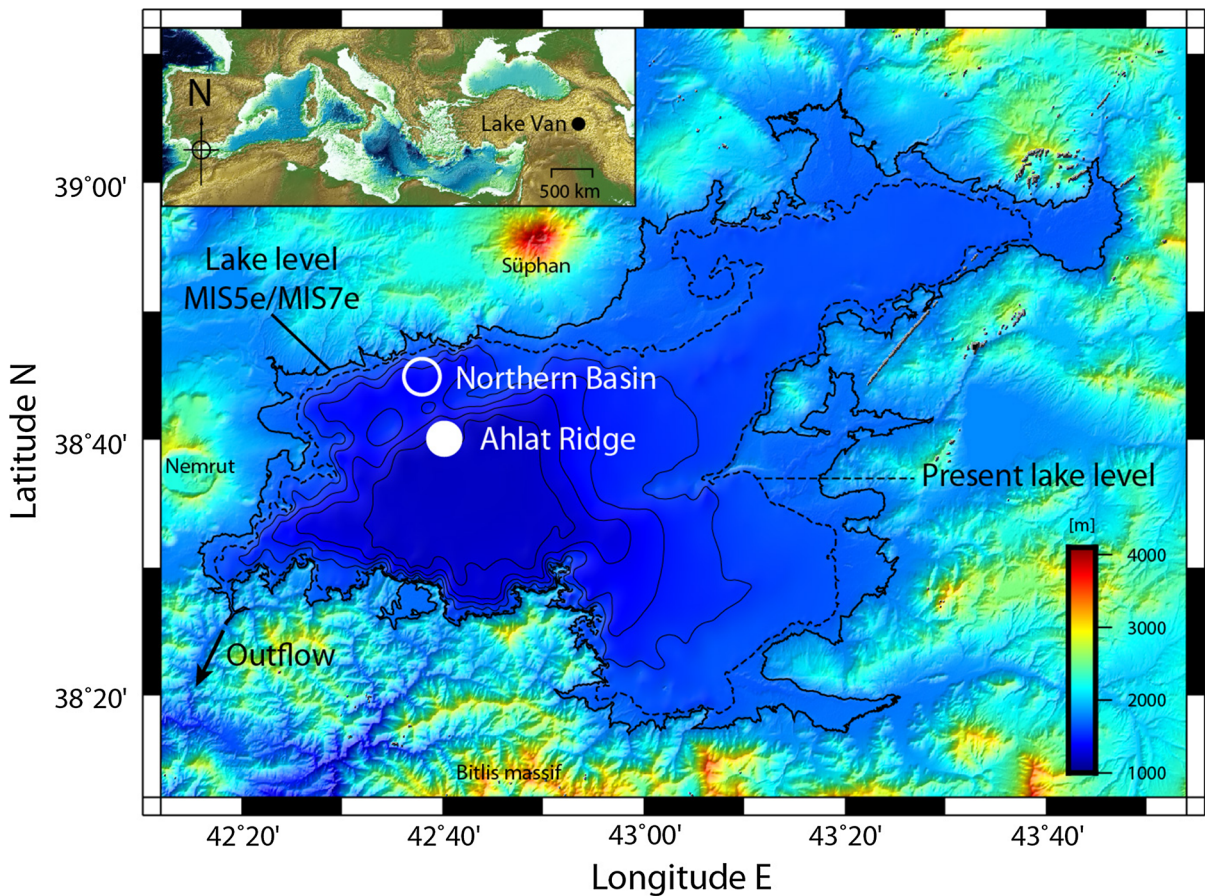 N
Lake Van
500 km
39°00'
Süphan
Lake level
MIS5e/MIS7e
Northern Basin
38°40'
Ahlat Ridge
Latitude N
Nemrut
Present lake level
[m]
4000
3000
2000
1000
Outflow
38°20'
Bitlis massif
42°20'
42°40'
43°00'
43°20'
43°40'
Longitude E